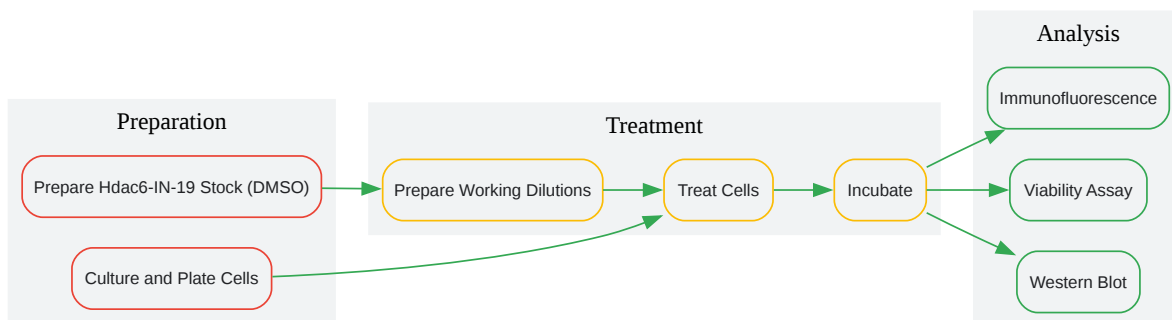 Preparation
Prepare Hdac6-IN-19 Stock (DMSO)
Culture and Plate Cells
Treatment
Prepare Working Dilutions
Treat Cells
Incubate
Analysis
Immunofluorescence
Viability Assay
Western Blot